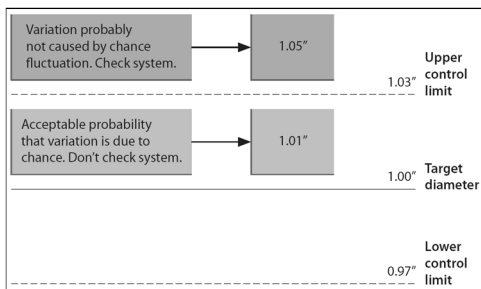 Variation probably
not caused by chance
fluctuation. Check system.
1.05″
1.03″
Upper
control
limit
Acceptable probability
that variation is due to
chance. Don’t check system.
1.01″
1.00″
Target
diameter
0.97″
Lower
control
limit